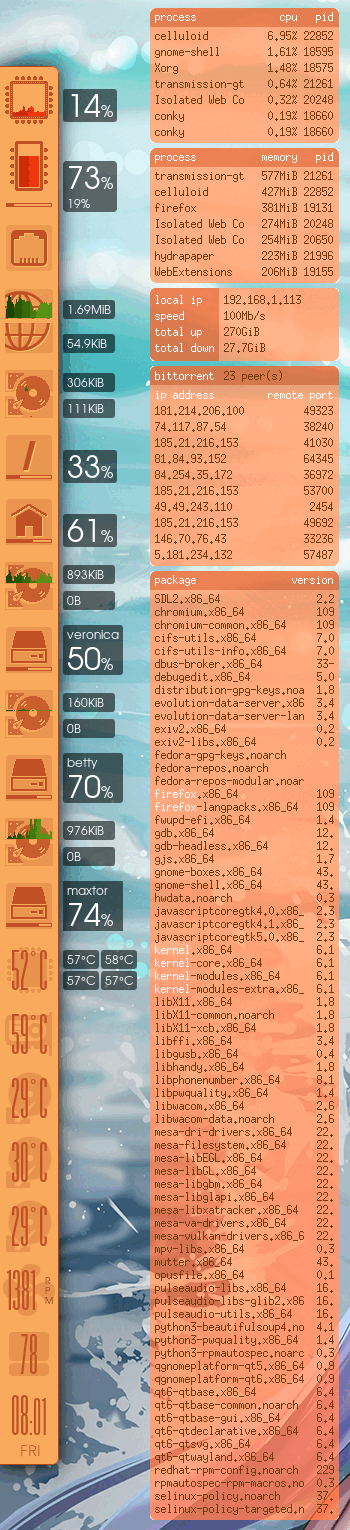 14%
73%
19%
1.69MiB
54.9KiB
306KiB
111KiB
33%
61%
893KiB
0B
veronica
50%
160KiB
0B
betty
70%
976KiB
0B
maxtor
74%
52°C
57°C 58°C
57°C 57°C
59°C
29°C
30°C
29°C
1381 RPM
78
08:01
FRI
process cpu pid
celluloid 6.95% 22852
gnome-shell 1.61% 18595
Xorg 1.48% 18575
transmission-gt 0.64% 21261
Isolated Web Co 0.32% 20248
conky 0.19% 18660
conky 0.19% 18660
process memory pid
transmission-gt 577MiB 21261
celluloid 427MiB 22852
firefox 381MiB 19131
Isolated Web Co 274MiB 20248
Isolated Web Co 254MiB 20650
hydrapaper 223MiB 21996
WebExtensions 206MiB 19155
local ip 192.168.1.113
speed 100Mb/s
total up 270GiB
total down 27.7GiB
bittorrent 23 peer(s)
ip address remote port
181.214.206.100 49323
74.117.87.54 38240
185.21.216.153 41030
81.84.93.152 64345
84.254.35.172 36972
185.21.216.153 53700
49.49.243.110 2454
185.21.216.153 49692
146.70.76.43 33236
5.181.234.132 57487
package version
SDL2.x86_64 2.2
chromium.x86_64 109
chromium-common.x86_64 109
cifs-utils.x86_64 7.0
cifs-utils-info.x86_64 7.0
dbus-broker.x86_64 33-
debugedit.x86_64 5.0
distribution-gpg-keys.noa 1.8
evolution-data-server.x86 3.4
evolution-data-server-lan 3.4
exiv2.x86_64 0.2
exiv2-libs.x86_64 0.2
fedora-gpg-keys.noarch
fedora-repos.noarch
fedora-repos-modular.noar
firefox.x86_64 109
firefox-langpacks.x86_64 109
fwupd-efi.x86_64 1.4
gdb.x86_64 12.
gdb-headless.x86_64 12.
gjs.x86_64 1.7
gnome-boxes.x86_64 43.
gnome-shell.x86_64 43.
hwdata.noarch 0.3
javascriptcoregtk4.0.x86_ 2.3
javascriptcoregtk4.1.x86_ 2.3
javascriptcoregtk5.0.x86_ 2.3
kernel.x86_64 6.1
kernel-core.x86_64 6.1
kernel-modules.x86_64 6.1
kernel-modules-extra.x86_ 6.1
libX11.x86_64 1.8
libX11-common.noarch 1.8
libX11-xcb.x86_64 1.8
libffi.x86_64 3.4
libgusb.x86_64 0.4
libhandy.x86_64 1.8
libphonenumber.x86_64 8.1
libpwquality.x86_64 1.4
libwacom.x86_64 2.6
libwacom-data.noarch 2.6
mesa-dri-drivers.x86_64 22.
mesa-filesystem.x86_64 22.
mesa-libEGL.x86_64 22.
mesa-libGL.x86_64 22.
mesa-libgbm.x86_64 22.
mesa-libglapi.x86_64 22.
mesa-libxatracker.x86_64 22.
mesa-va-drivers.x86_64 22.
mesa-vulkan-drivers.x86_6 22.
mpv-libs.x86_64 0.3
mutter.x86_64 43.
opusfile.x86_64 0.1
pulseaudio-libs.x86_64 16.
pulseaudio-libs-glib2.x86 16.
pulseaudio-utils.x86_64 16.
python3-beautifulsoup4.no 4.1
python3-pwquality.x86_64 1.4
python3-rpmautospec.noarc 0.3
qgnomeplatform-qt5.x86_64 0.9
qgnomeplatform-qt6.x86_64 0.9
qt6-qtbase.x86_64 6.4
qt6-qtbase-common.noarch 6.4
qt6-qtbase-gui.x86_64 6.4
qt6-qtdeclarative.x86_64 6.4
qt6-qtsvg.x86_64 6.4
qt6-qtwayland.x86_64 6.4
redhat-rpm-config.noarch 229
rpmautospec-rpm-macros.no 0.3
selinux-policy.noarch 37.
selinux-policy-targeted.n 37.